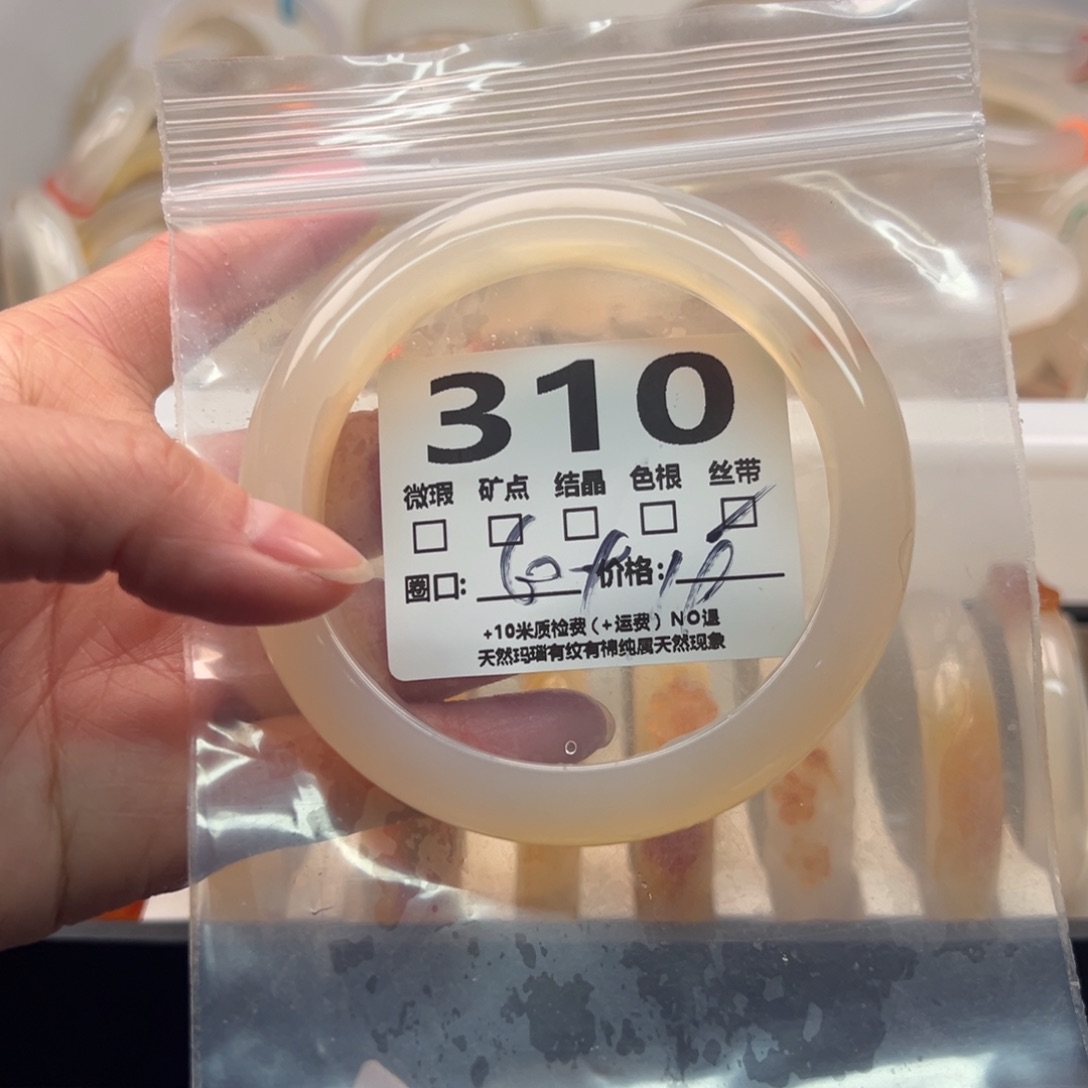 310
微瑕 矿点 结晶 色根 丝带
圈口: 价格:
+10米质检费(+运费) NO退
天然玛瑙有纹有棉纯属天然现象